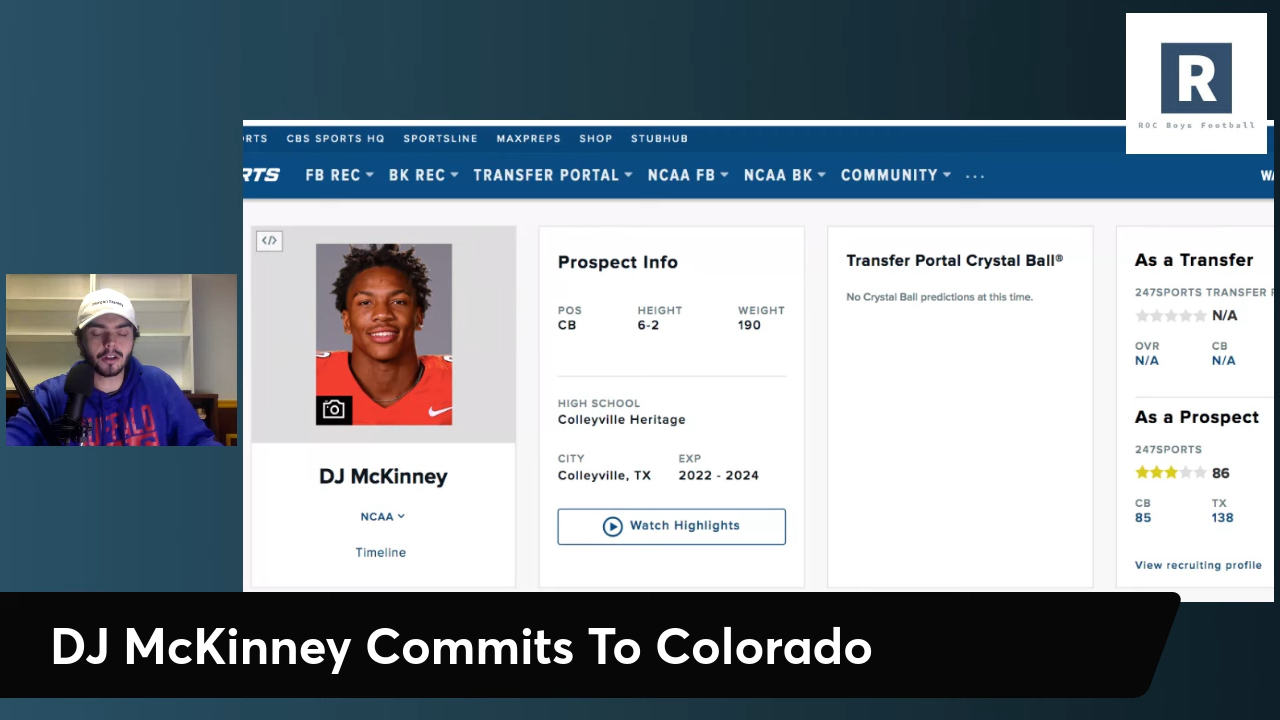 R
ROC Boys Football
RTS CBS SPORTS HQ SPORTSLINE MAXPREPS SHOP STUBHUB
RTS FB REC BK REC TRANSFER PORTAL NCAA FB NCAA BK COMMUNITY ...
</>
DJ McKinney
NCAA
Timeline
Prospect Info
POS HEIGHT WEIGHT
CB 6-2 190
HIGH SCHOOL
Colleyville Heritage
CITY EXP
Colleyville, TX 2022 - 2024
Watch Highlights
Transfer Portal Crystal Ball®
No Crystal Ball predictions at this time.
As a Transfer
247SPORTS TRANSFER
N/A
OVR CB
N/A N/A
As a Prospect
247SPORTS
86
CB TX
85 138
View recruiting profile
DJ McKinney Commits To Colorado